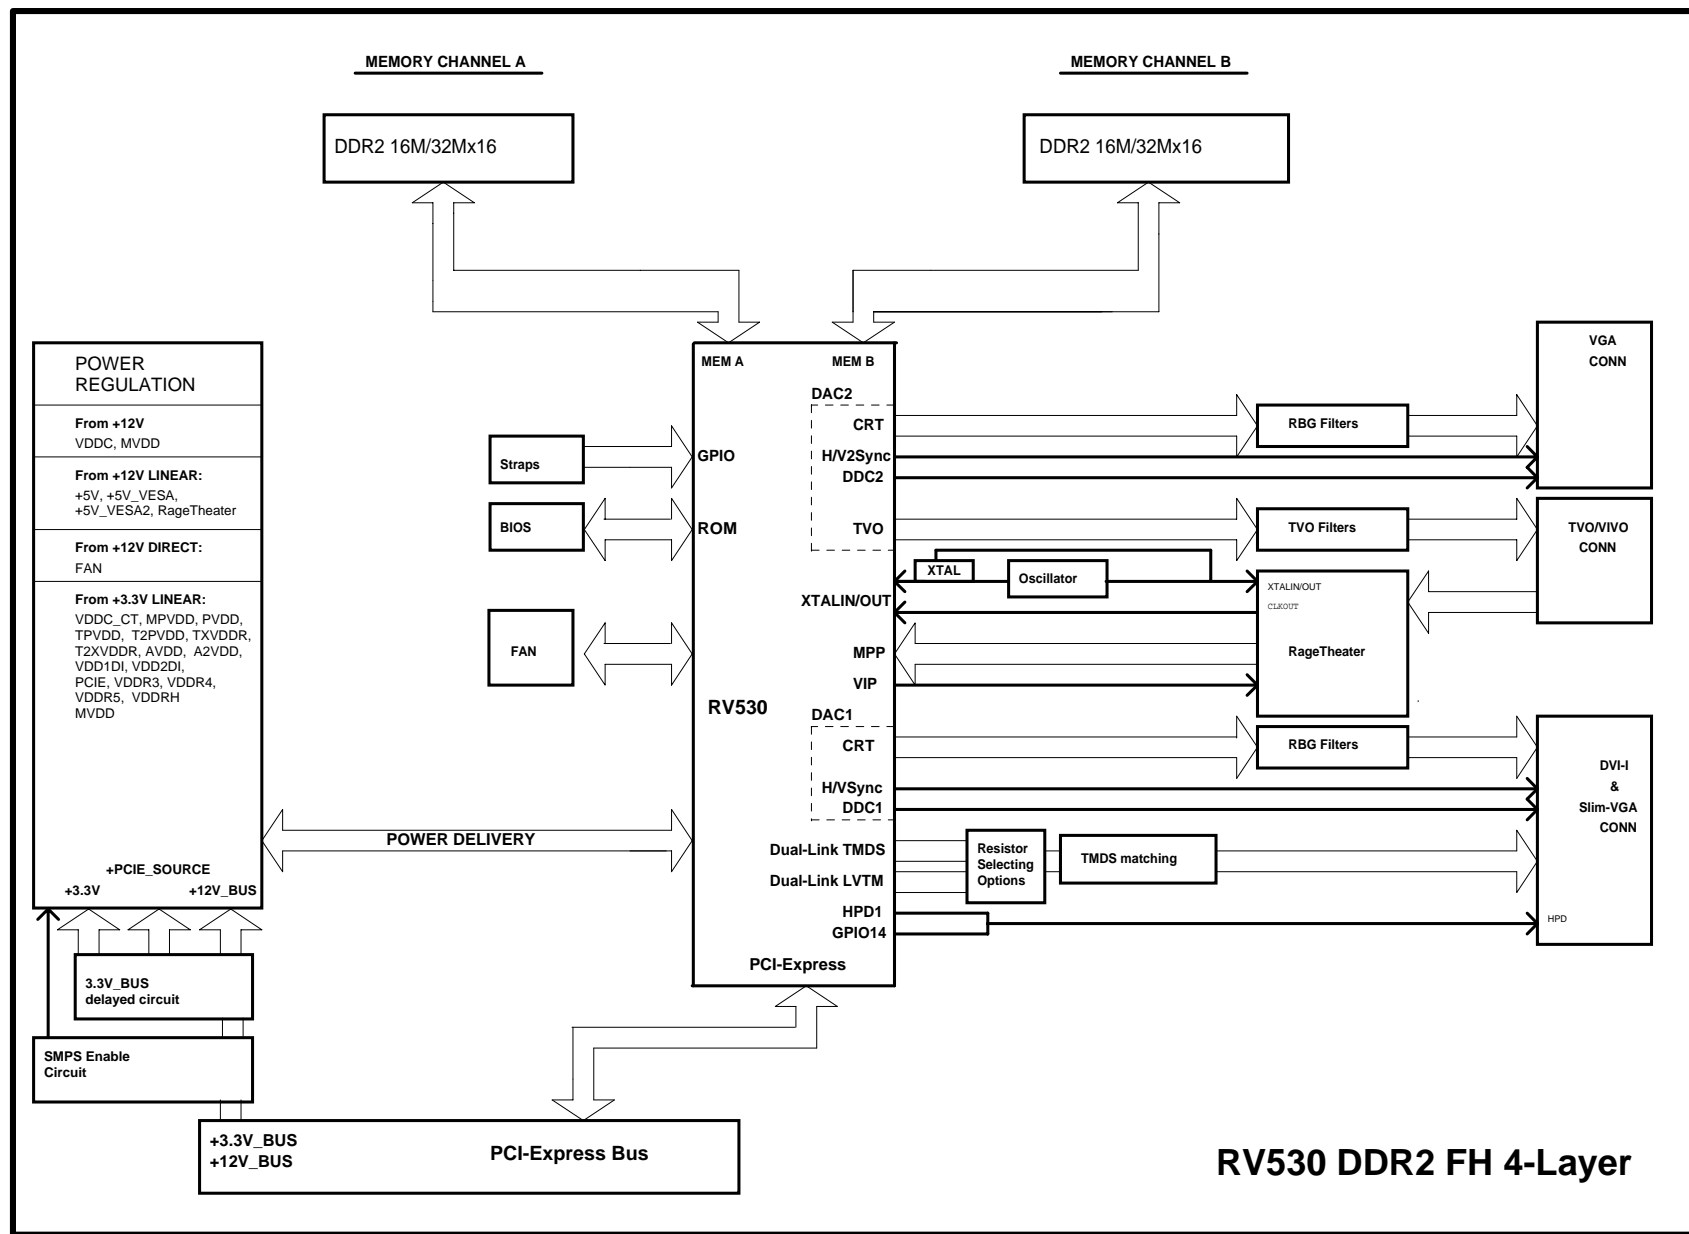 MEMORY CHANNEL A
MEMORY CHANNEL B
DDR2 16M/32Mx16
DDR2 16M/32Mx16
POWER
REGULATION
From +12V
VDDC, MVDD
From +12V LINEAR:
+5V, +5V_VESA,
+5V_VESA2, RageTheater
From +12V DIRECT:
FAN
From +3.3V LINEAR:
VDDC_CT, MPVDD, PVDD,
TPVDD, T2PVDD, TXVDDR,
T2XVDDR, AVDD, A2VDD,
VDD1DI, VDD2DI,
PCIE, VDDR3, VDDR4,
VDDR5, VDDRH
MVDD
+PCIE_SOURCE
+3.3V
+12V_BUS
3.3V_BUS
delayed circuit
SMPS Enable
Circuit
+3.3V_BUS
+12V_BUS
PCI-Express Bus
POWER DELIVERY
Straps
BIOS
FAN
MEM A
MEM B
GPIO
ROM
RV530
DAC2
CRT
H/V2Sync
DDC2
TVO
XTALIN/OUT
MPP
VIP
DAC1
CRT
H/VSync
DDC1
Dual-Link TMDS
Dual-Link LVTM
HPD1
GPIO14
PCI-Express
RBG Filters
TVO Filters
XTAL
Oscillator
XTALIN/OUT
CLKOUT
RageTheater
RBG Filters
Resistor
Selecting
Options
TMDS matching
VGA
CONN
TVO/VIVO
CONN
DVI-I
&
Slim-VGA
CONN
HPD
RV530 DDR2 FH 4-Layer